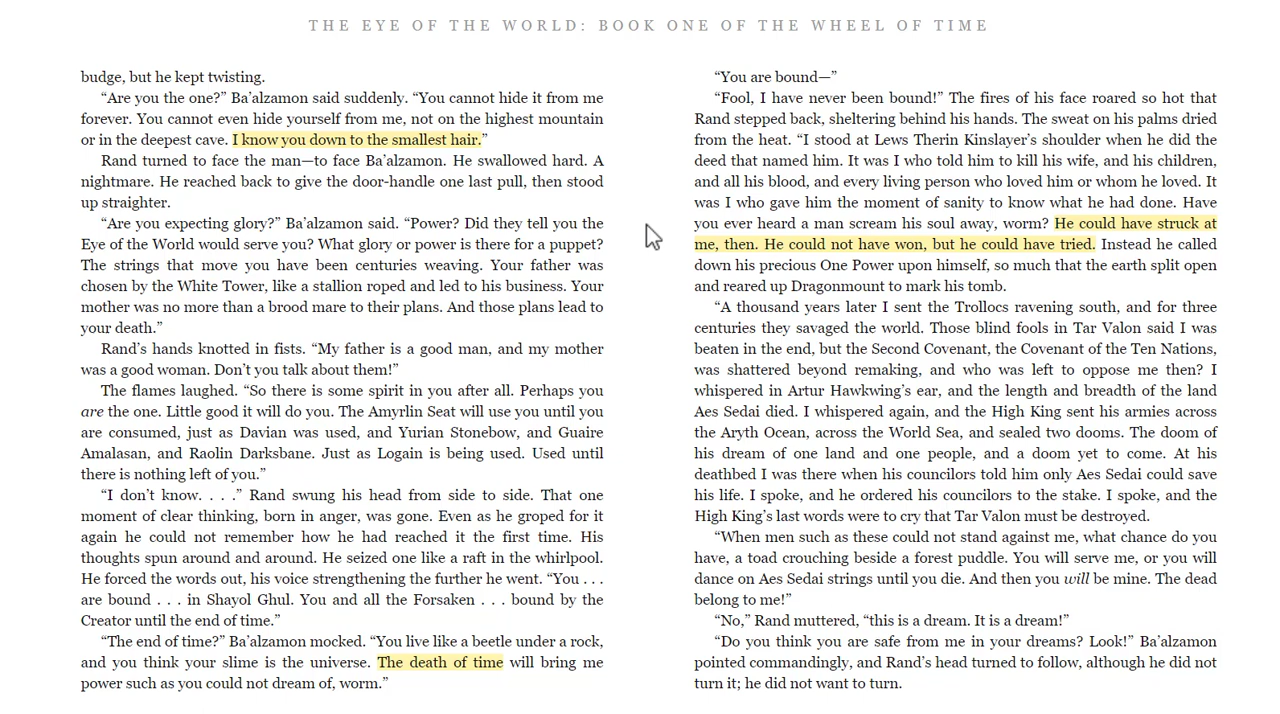 THE EYE OF THE WORLD: BOOK ONE OF THE WHEEL OF TIME
budge, but he kept twisting.
“Are you the one?” Ba’alzamon said suddenly. “You cannot hide it from me
forever. You cannot even hide yourself from me, not on the highest mountain
or in the deepest cave. I know you down to the smallest hair.”
Rand turned to face the man—to face Ba’alzamon. He swallowed hard. A
nightmare. He reached back to give the door-handle one last pull, then stood
up straighter.
“Are you expecting glory?” Ba’alzamon said. “Power? Did they tell you the
Eye of the World would serve you? What glory or power is there for a puppet?
The strings that move you have been centuries weaving. Your father was
chosen by the White Tower, like a stallion roped and led to his business. Your
mother was no more than a brood mare to their plans. And those plans lead to
your death.”
Rand’s hands knotted in fists. “My father is a good man, and my mother
was a good woman. Don’t you talk about them!”
The flames laughed. “So there is some spirit in you after all. Perhaps you
are the one. Little good it will do you. The Amyrlin Seat will use you until you
are consumed, just as Davian was used, and Yurian Stonebow, and Guaire
Amalasan, and Raolin Darksbane. Just as Logain is being used. Used until
there is nothing left of you.”
“I don’t know. . . .” Rand swung his head from side to side. That one
moment of clear thinking, born in anger, was gone. Even as he groped for it
again he could not remember how he had reached it the first time. His
thoughts spun around and around. He seized one like a raft in the whirlpool.
He forced the words out, his voice strengthening the further he went. “You . . .
are bound . . . in Shayol Ghul. You and all the Forsaken . . . bound by the
Creator until the end of time.”
“The end of time?” Ba’alzamon mocked. “You live like a beetle under a rock,
and you think your slime is the universe. The death of time will bring me
power such as you could not dream of, worm.”
“You are bound—”
“Fool, I have never been bound!” The fires of his face roared so hot that
Rand stepped back, sheltering behind his hands. The sweat on his palms dried
from the heat. “I stood at Lews Therin Kinslayer’s shoulder when he did the
deed that named him. It was I who told him to kill his wife, and his children,
and all his blood, and every living person who loved him or whom he loved. It
was I who gave him the moment of sanity to know what he had done. Have
you ever heard a man scream his soul away, worm? He could have struck at
me, then. He could not have won, but he could have tried. Instead he called
down his precious One Power upon himself, so much that the earth split open
and reared up Dragonmount to mark his tomb.
“A thousand years later I sent the Trollocs ravening south, and for three
centuries they savaged the world. Those blind fools in Tar Valon said I was
beaten in the end, but the Second Covenant, the Covenant of the Ten Nations,
was shattered beyond remaking, and who was left to oppose me then? I
whispered in Artur Hawkwing’s ear, and the length and breadth of the land
Aes Sedai died. I whispered again, and the High King sent his armies across
the Aryth Ocean, across the World Sea, and sealed two dooms. The doom of
his dream of one land and one people, and a doom yet to come. At his
deathbed I was there when his councilors told him only Aes Sedai could save
his life. I spoke, and he ordered his councilors to the stake. I spoke, and the
High King’s last words were to cry that Tar Valon must be destroyed.
“When men such as these could not stand against me, what chance do you
have, a toad crouching beside a forest puddle. You will serve me, or you will
dance on Aes Sedai strings until you die. And then you will be mine. The dead
belong to me!”
“No,” Rand muttered, “this is a dream. It is a dream!”
“Do you think you are safe from me in your dreams? Look!” Ba’alzamon
pointed commandingly, and Rand’s head turned to follow, although he did not
turn it; he did not want to turn.